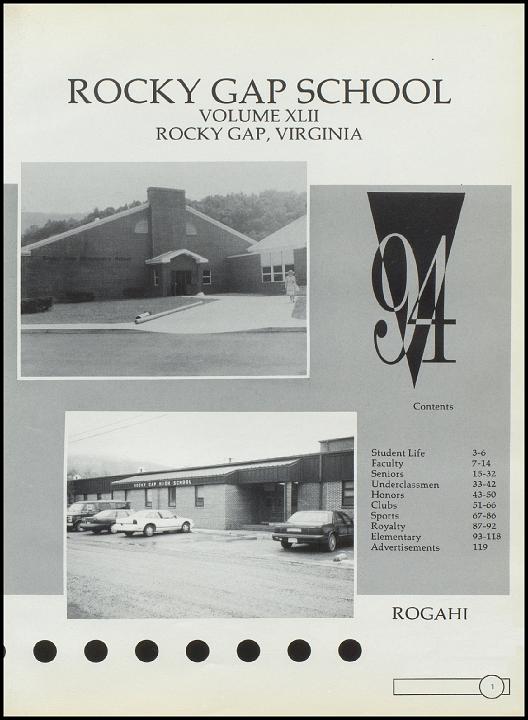 ROCKY GAP SCHOOL
VOLUME XLII
ROCKY GAP, VIRGINIA
94
Contents
Student Life 3-6
Faculty 7-14
Seniors 15-32
Underclassmen 33-42
Honors 43-50
Clubs 51-66
Sports 67-86
Royalty 87-92
Elementary 93-118
Advertisements 119
ROCKY GAP HIGH SCHOOL
ROGAHI
1